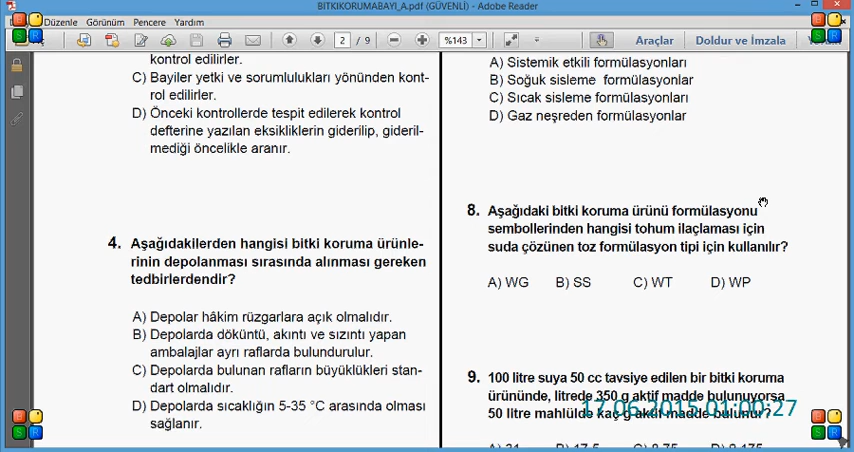 BITKIKORUMABAYI_A.pdf (GÜVENLİ) - Adobe Reader
Düzenle Görünüm Pencere Yardım
2 / 9 %143 Araçlar Doldur ve İmzala
kontrol edilirler.
C) Bayiler yetki ve sorumlulukları yönünden kont-
rol edilirler.
D) Önceki kontrollerde tespit edilerek kontrol
defterine yazılan eksikliklerin giderilip, gideril-
mediği öncelikle aranır.
4. Aşağıdakilerden hangisi bitki koruma ürünle-
rinin depolanması sırasında alınması gereken
tedbirlerdendir?
A) Depolar hâkim rüzgarlara açık olmalıdır.
B) Depolarda döküntü, akıntı ve sızıntı yapan
ambalajlar ayrı raflarda bulundurulur.
C) Depolarda bulunan rafların büyüklükleri stan-
dart olmalıdır.
D) Depolarda sıcaklığın 5-35 °C arasında olması
sağlanır.
A) Sistemik etkili formülasyonları
B) Soğuk sisleme formülasyonlar
C) Sıcak sisleme formülasyonları
D) Gaz neşreden formülasyonlar
8. Aşağıdaki bitki koruma ürünü formülasyonu
sembollerinden hangisi tohum ilaçlaması için
suda çözünen toz formülasyon tipi için kullanılır?
A) WG B) SS C) WT D) WP
9. 100 litre suya 50 cc tavsiye edilen bir bitki koruma
ürününde, litrede 350 g aktif madde bulunuyorsa
50 litre mahlülde kaç g aktif madde bulunur?
17.06.2015 01:00:27
B) 17,5 C) 8,75 D) 0,175